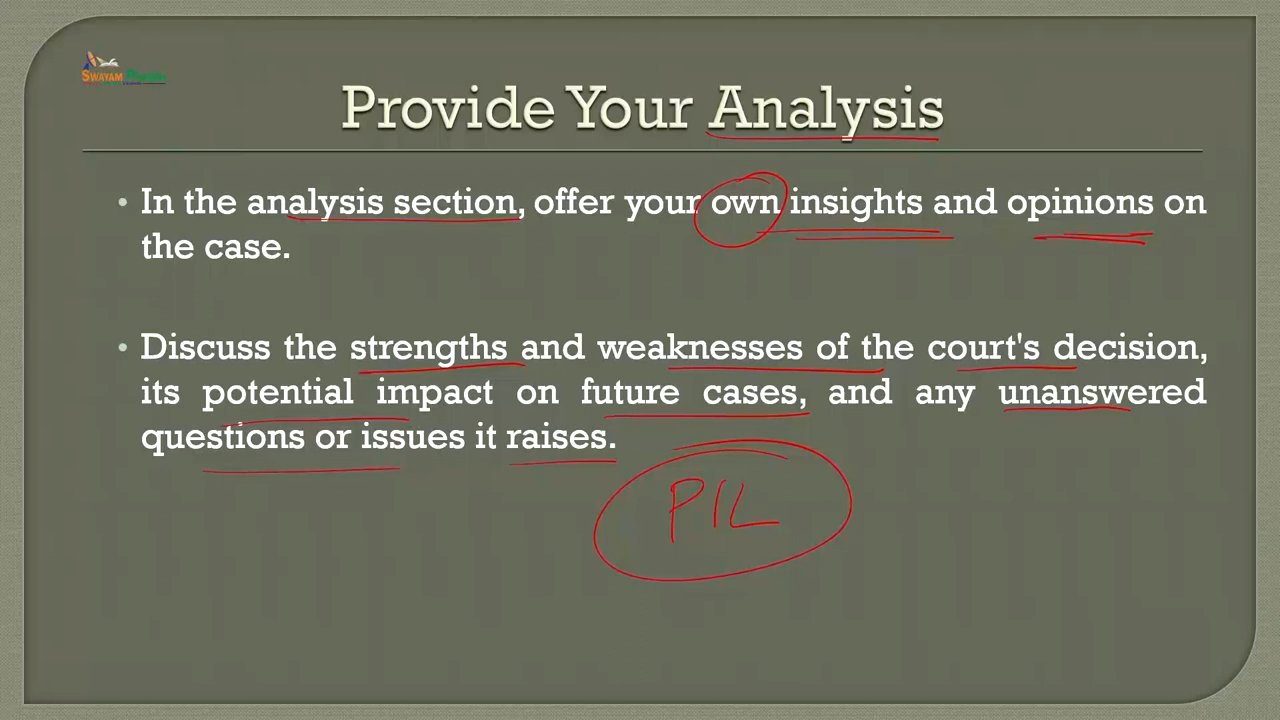 SWAYAM PRABHA
Provide Your Analysis
• In the analysis section, offer your own insights and opinions on
the case.
• Discuss the strengths and weaknesses of the court's decision,
its potential impact on future cases, and any unanswered
questions or issues it raises.
PIL